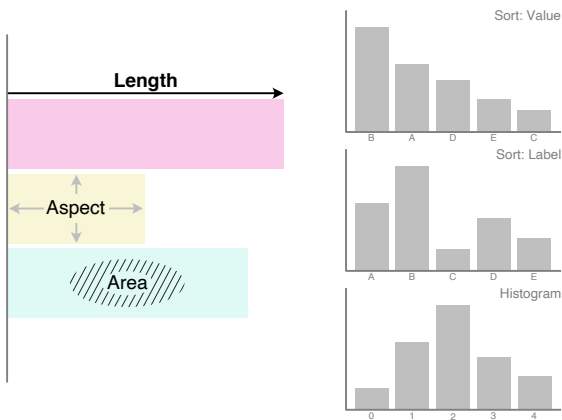 Length
Aspect
Area
Sort: Value
B A D E C
Sort: Label
A B C D E
Histogram
0 1 2 3 4